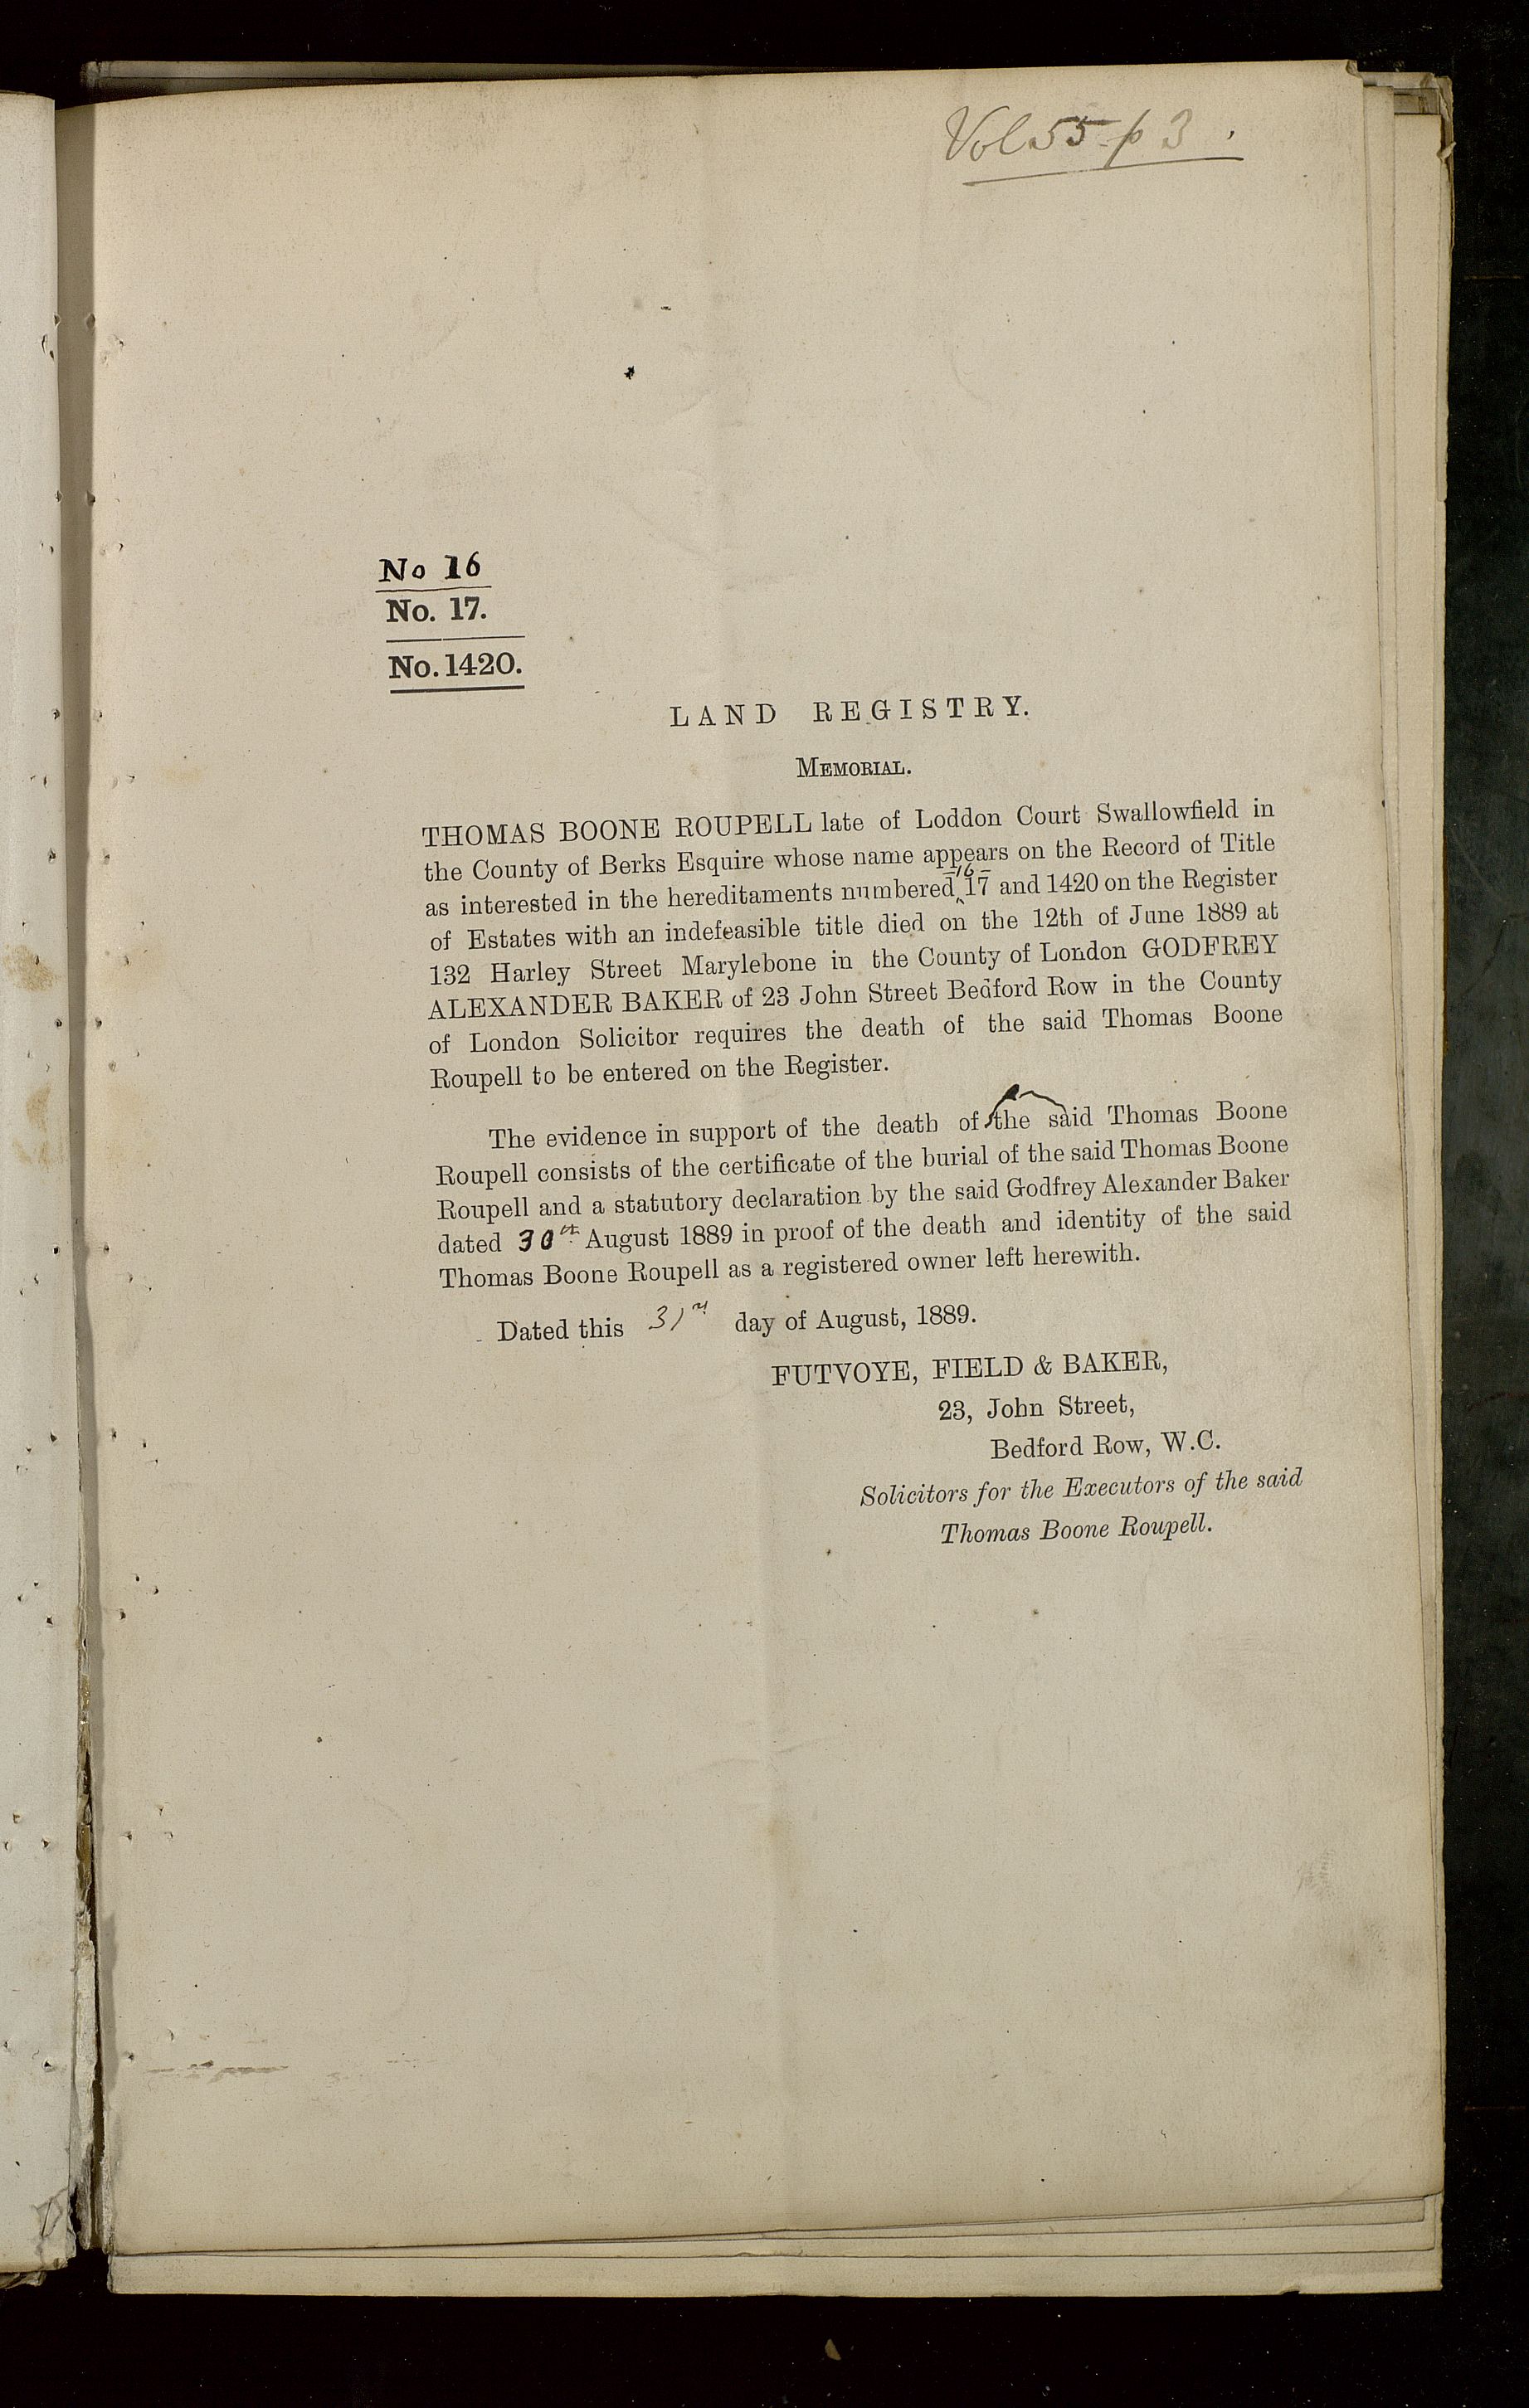 Vol 55 p 3.
No 16
No. 17.
No. 1420.
LAND REGISTRY.
MEMORIAL.
THOMAS BOONE ROUPELL late of Loddon Court Swallowfield in
the County of Berks Esquire whose name appears on the Record of Title
as interested in the hereditaments numbered 16 17 and 1420 on the Register
of Estates with an indefeasible title died on the 12th of June 1889 at
132 Harley Street Marylebone in the County of London GODFREY
ALEXANDER BAKER of 23 John Street Bedford Row in the County
of London Solicitor requires the death of the said Thomas Boone
Roupell to be entered on the Register.
The evidence in support of the death of the said Thomas Boone
Roupell consists of the certificate of the burial of the said Thomas Boone
Roupell and a statutory declaration by the said Godfrey Alexander Baker
dated 30th August 1889 in proof of the death and identity of the said
Thomas Boone Roupell as a registered owner left herewith.
Dated this 31st day of August, 1889.
FUTVOYE, FIELD & BAKER,
23, John Street,
Bedford Row, W.C.
Solicitors for the Executors of the said
Thomas Boone Roupell.